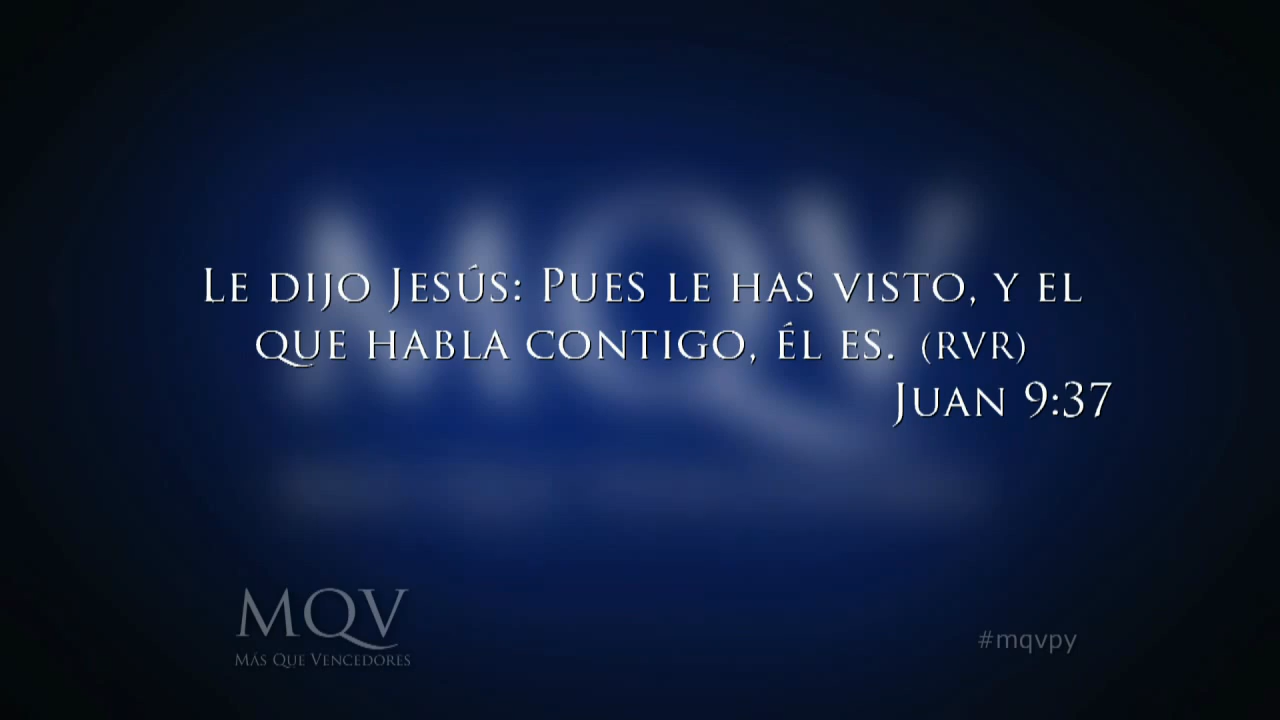 Le dijo Jesús: Pues le has visto, y el
que habla contigo, él es. (RVR)
Juan 9:37
MQV
Más Que Vencedores
#mqvpy